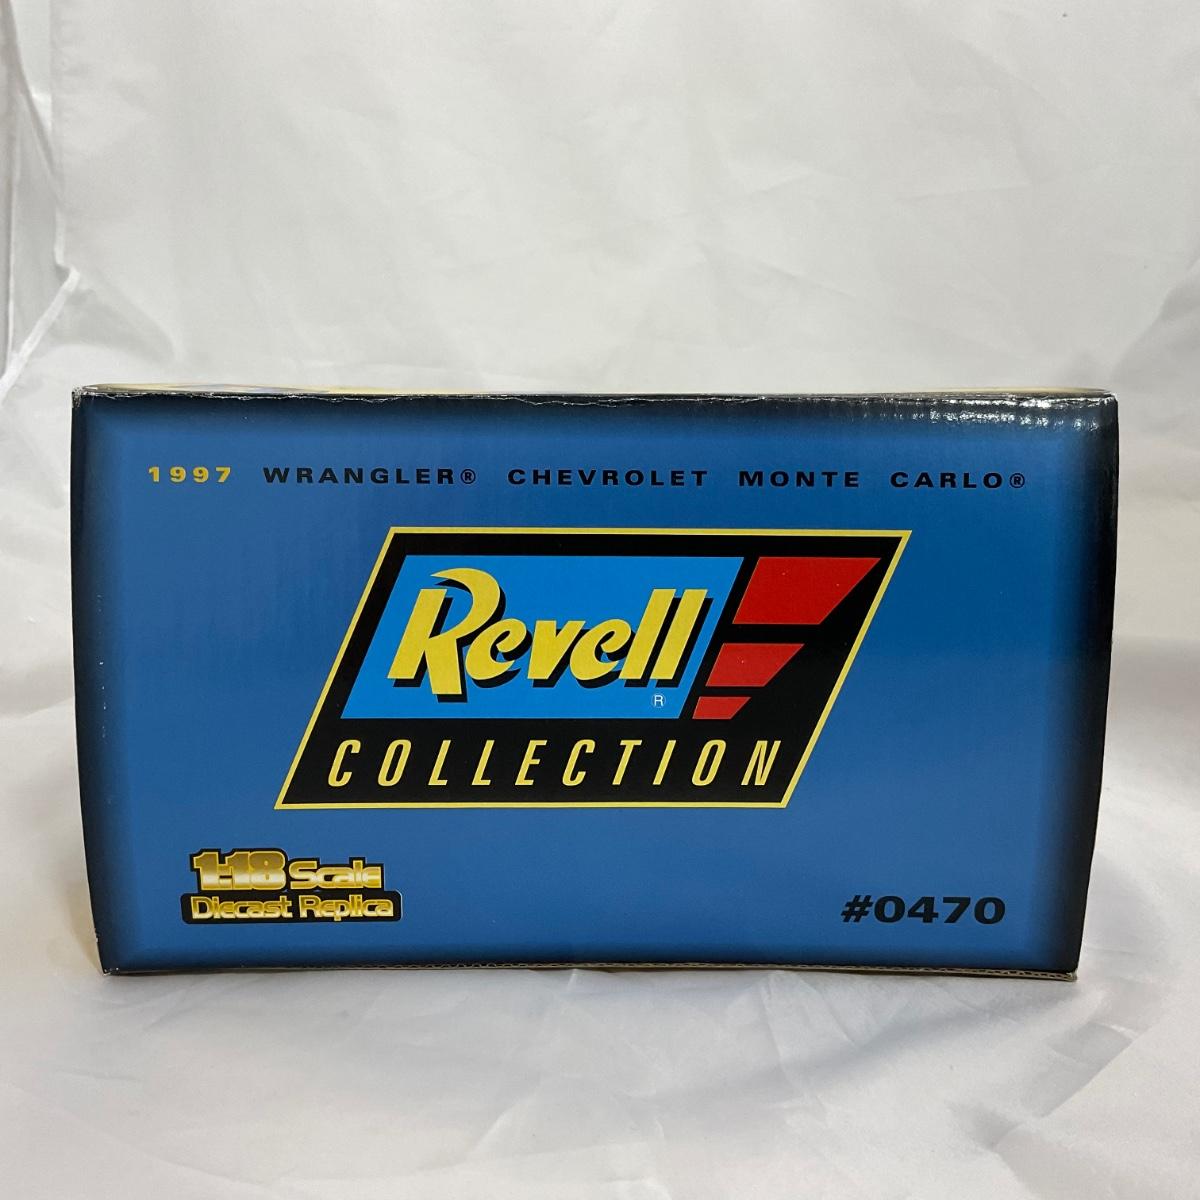 1997 WRANGLER® CHEVROLET MONTE CARLO®
Revell®
COLLECTION
1:18 Scale
Diecast Replica
#0470